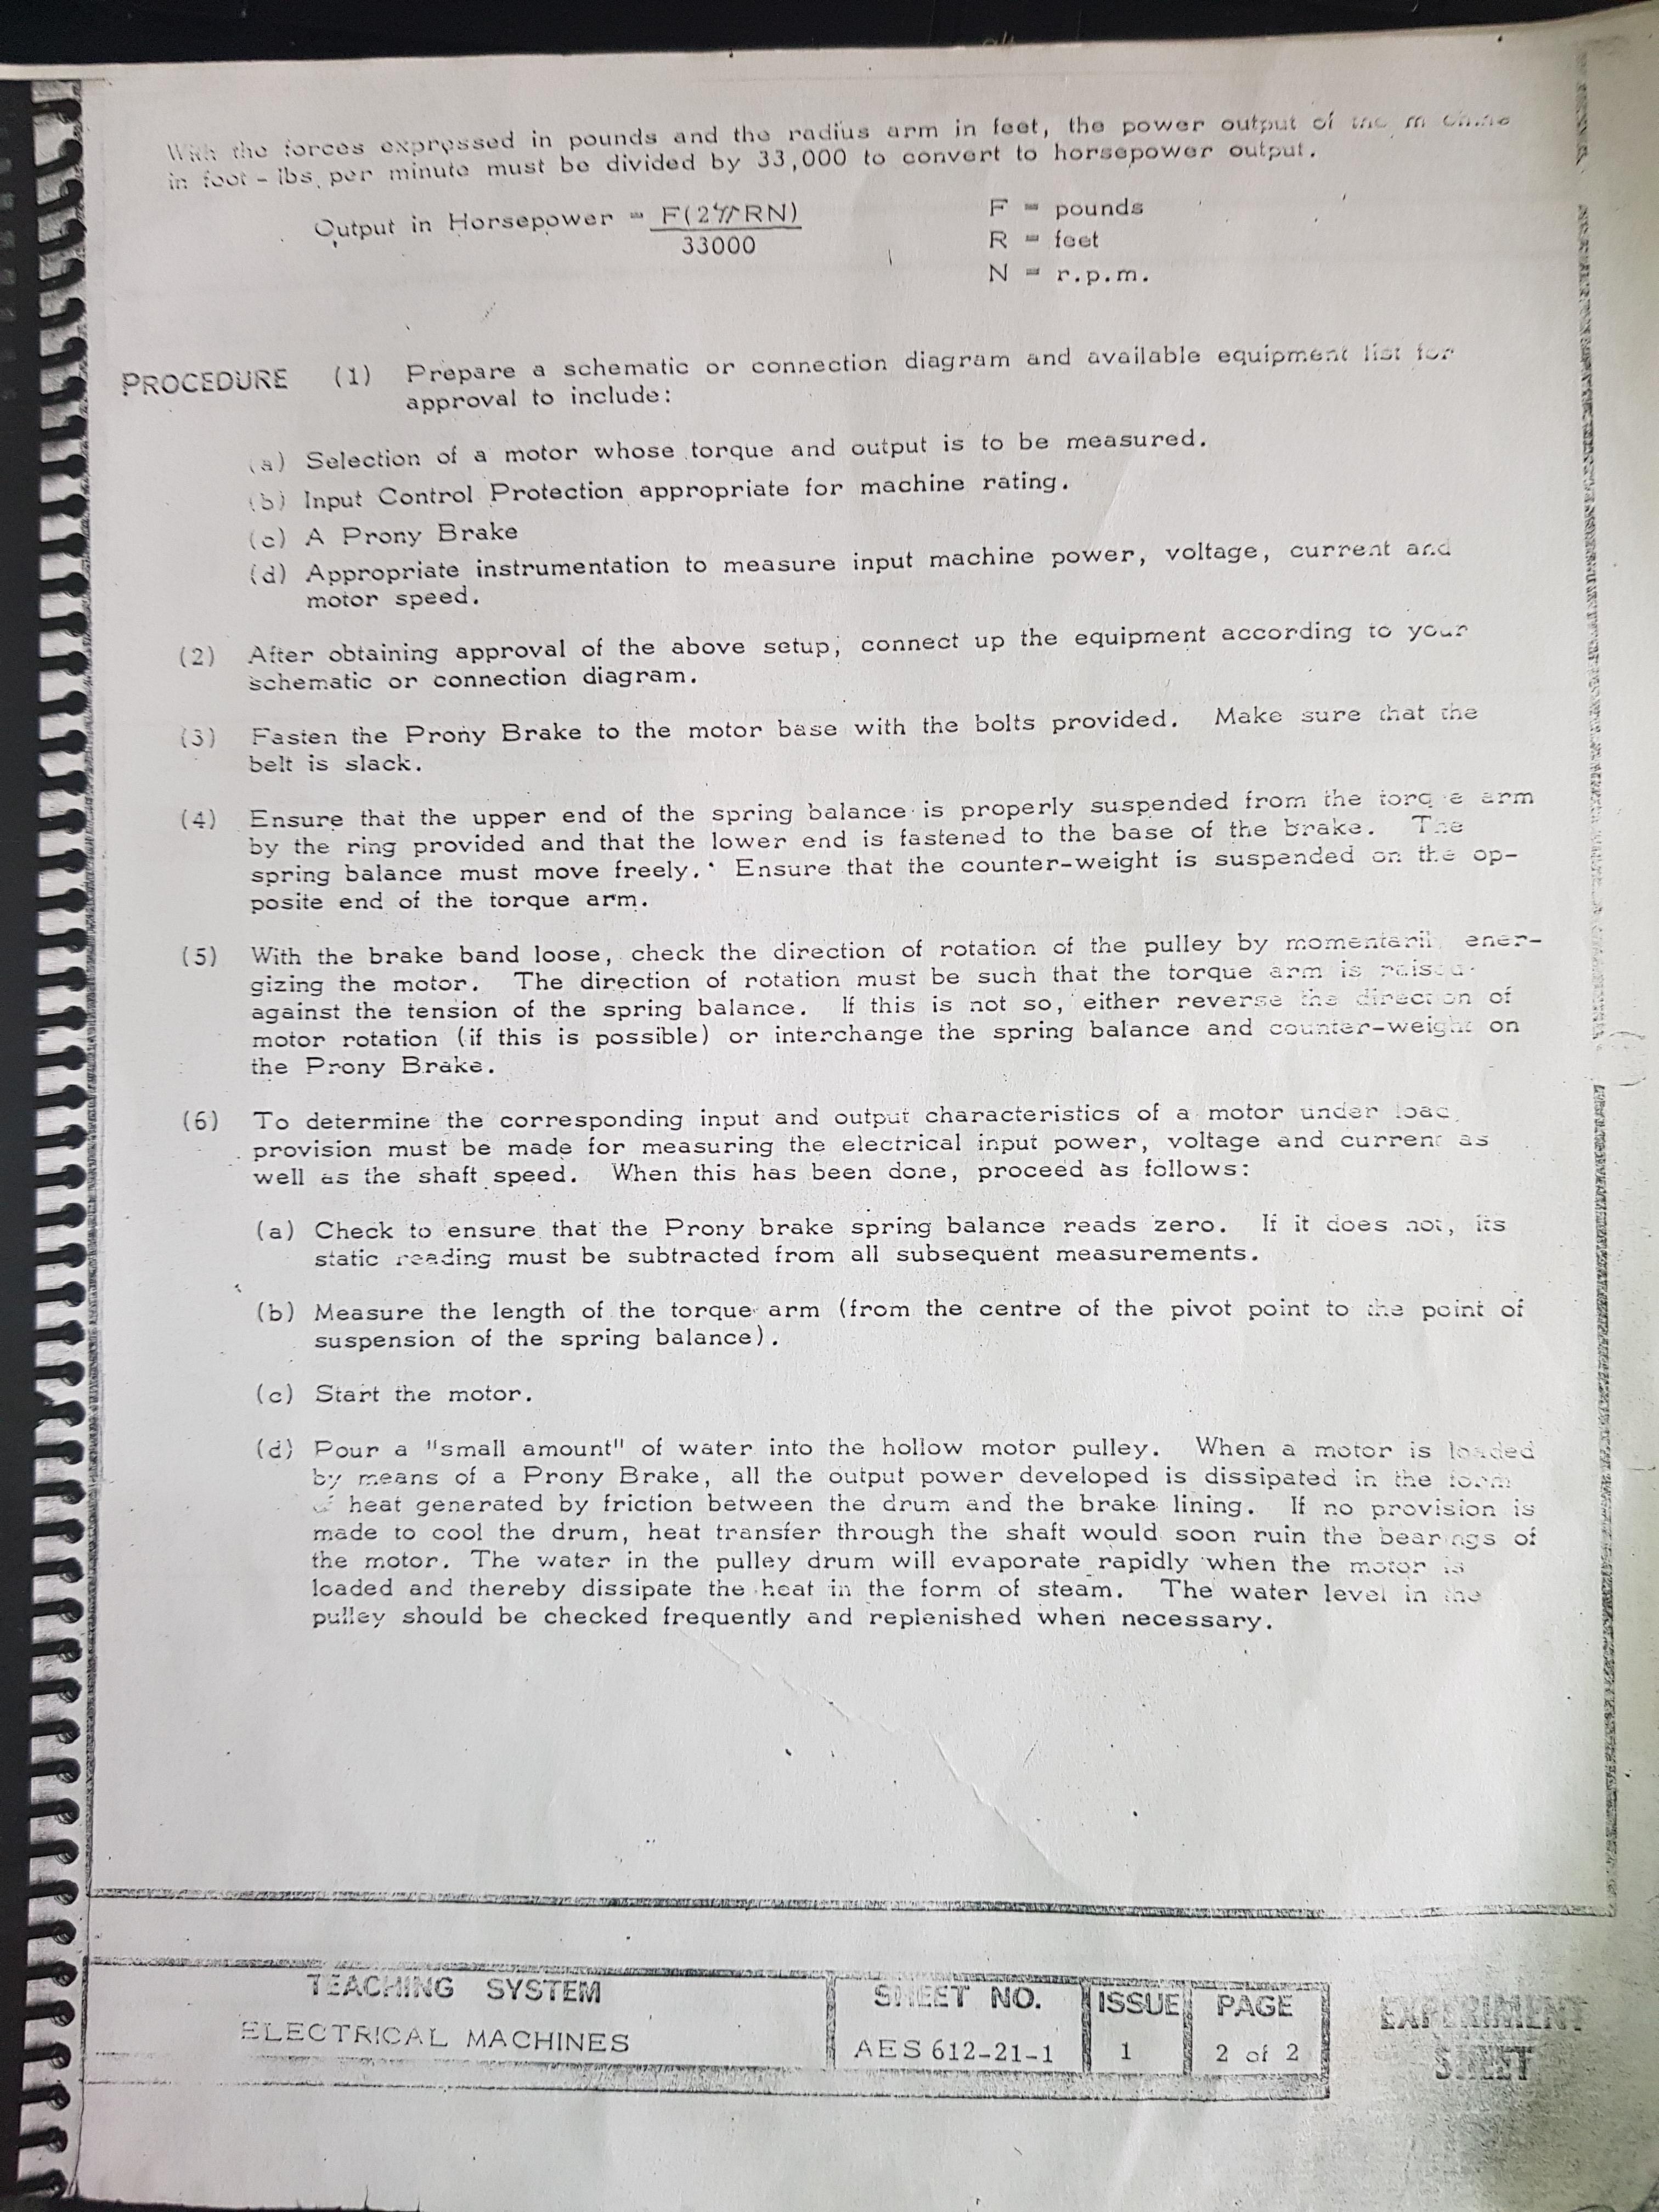 With the forces expressed in pounds and the radius arm in feet, the power output of the
in foot - lbs. per minute must be divided by 33,000 to convert to horsepower output.
Output in Horsepower = F(2πRN)
33000
F = pounds
R = feet
N = r.p.m.
PROCEDURE (1) Prepare a schematic or connection diagram and available equipment list for
approval to include:
(a) Selection of a motor whose torque and output is to be measured.
(b) Input Control Protection appropriate for machine rating.
(c) A Prony Brake
(d) Appropriate instrumentation to measure input machine power, voltage, current and
motor speed.
(2) After obtaining approval of the above setup, connect up the equipment according to your
schematic or connection diagram.
(3) Fasten the Prony Brake to the motor base with the bolts provided. Make sure that the
belt is slack.
(4) Ensure that the upper end of the spring balance is properly suspended from the torque arm
by the ring provided and that the lower end is fastened to the base of the brake. The
spring balance must move freely. Ensure that the counter-weight is suspended on the op-
posite end of the torque arm.
(5) With the brake band loose, check the direction of rotation of the pulley by momentarily ener-
gizing the motor. The direction of rotation must be such that the torque arm is raised
against the tension of the spring balance. If this is not so, either reverse the direction of
motor rotation (if this is possible) or interchange the spring balance and counter-weight on
the Prony Brake.
(6) To determine the corresponding input and output characteristics of a motor under load
provision must be made for measuring the electrical input power, voltage and current as
well as the shaft speed. When this has been done, proceed as follows:
(a) Check to ensure that the Prony brake spring balance reads zero. If it does not, its
static reading must be subtracted from all subsequent measurements.
(b) Measure the length of the torque arm (from the centre of the pivot point to the point of
suspension of the spring balance).
(c) Start the motor.
(d) Pour a "small amount" of water into the hollow motor pulley. When a motor is loaded
by means of a Prony Brake, all the output power developed is dissipated in the form
of heat generated by friction between the drum and the brake lining. If no provision is
made to cool the drum, heat transfer through the shaft would soon ruin the bearings of
the motor. The water in the pulley drum will evaporate rapidly when the motor is
loaded and thereby dissipate the heat in the form of steam. The water level in the
pulley should be checked frequently and replenished when necessary.
TEACHING SYSTEM
ELECTRICAL MACHINES
SHEET NO.
AES 612-21-1
ISSUE
1
PAGE
2 of 2
EXPERIMENT
SHEET